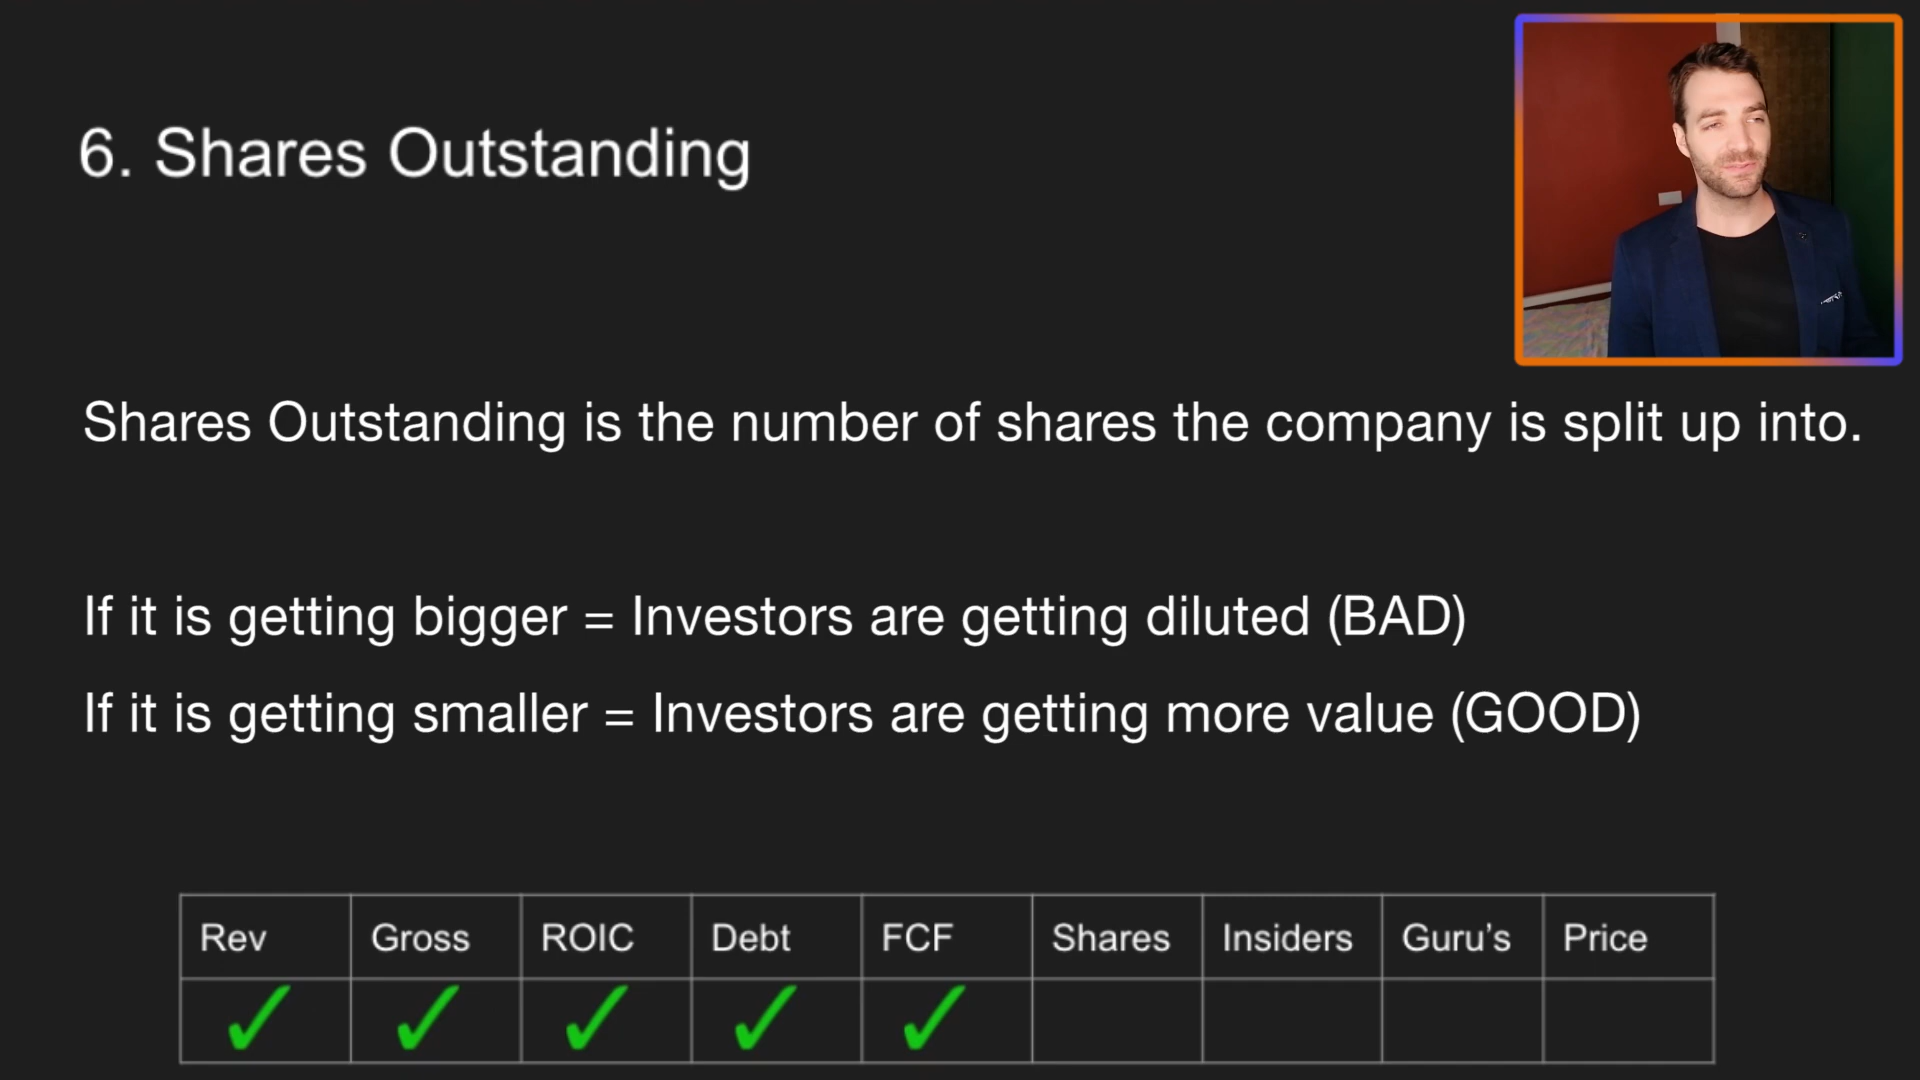 6. Shares Outstanding
Shares Outstanding is the number of shares the company is split up into.
If it is getting bigger = Investors are getting diluted (BAD)
If it is getting smaller = Investors are getting more value (GOOD)
Rev Gross ROIC Debt FCF Shares Insiders Guru’s Price